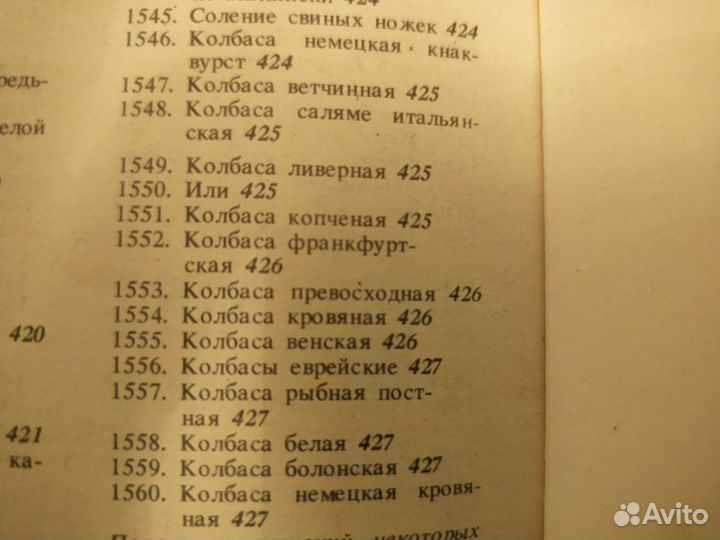 редь-
елой
420
421
ка-
424
1545. Соление свиных ножек 424
1546. Колбаса немецкая кнак-
вурст 424
1547. Колбаса ветчинная 425
1548. Колбаса саляме итальян-
ская 425
1549. Колбаса ливерная 425
1550. Или 425
1551. Колбаса копченая 425
1552. Колбаса франкфурт-
ская 426
1553. Колбаса превосходная 426
1554. Колбаса кровяная 426
1555. Колбаса венская 426
1556. Колбасы еврейские 427
1557. Колбаса рыбная пост-
ная 427
1558. Колбаса белая 427
1559. Колбаса болонская 427
1560. Колбаса немецкая кровя-
ная 427
некоторых
Avito